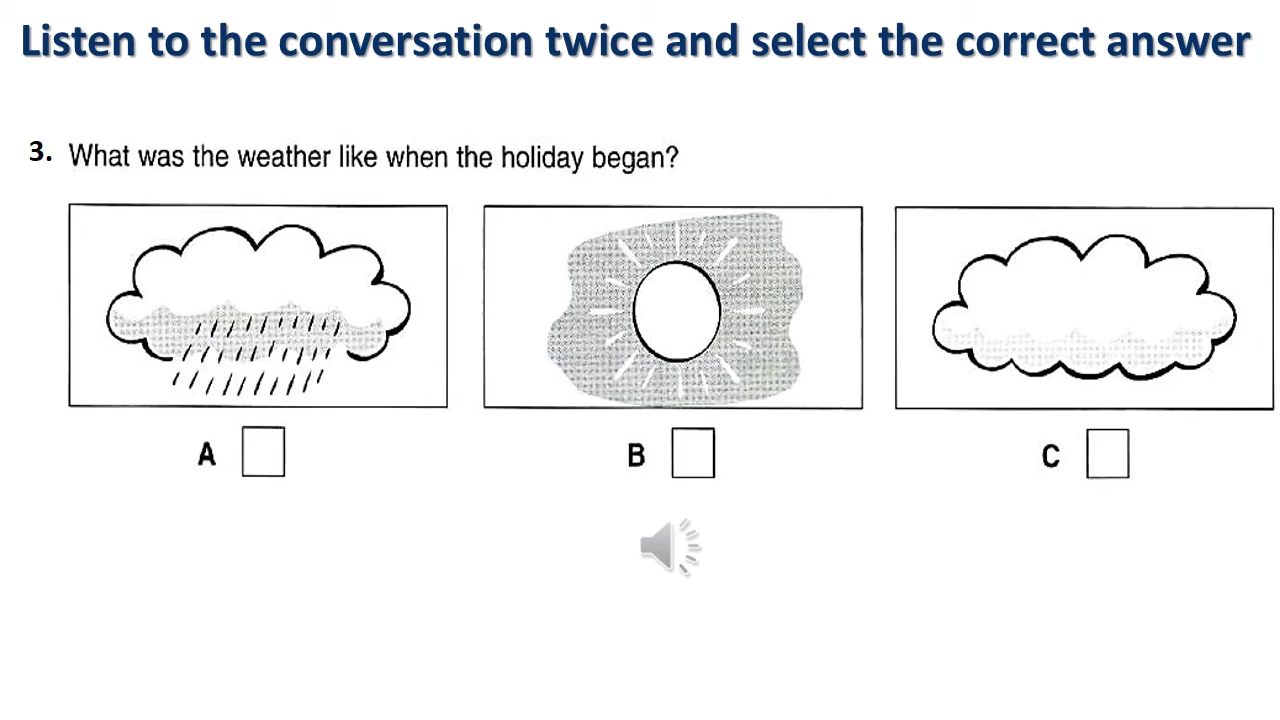 Listen to the conversation twice and select the correct answer
3. What was the weather like when the holiday began?
A B C